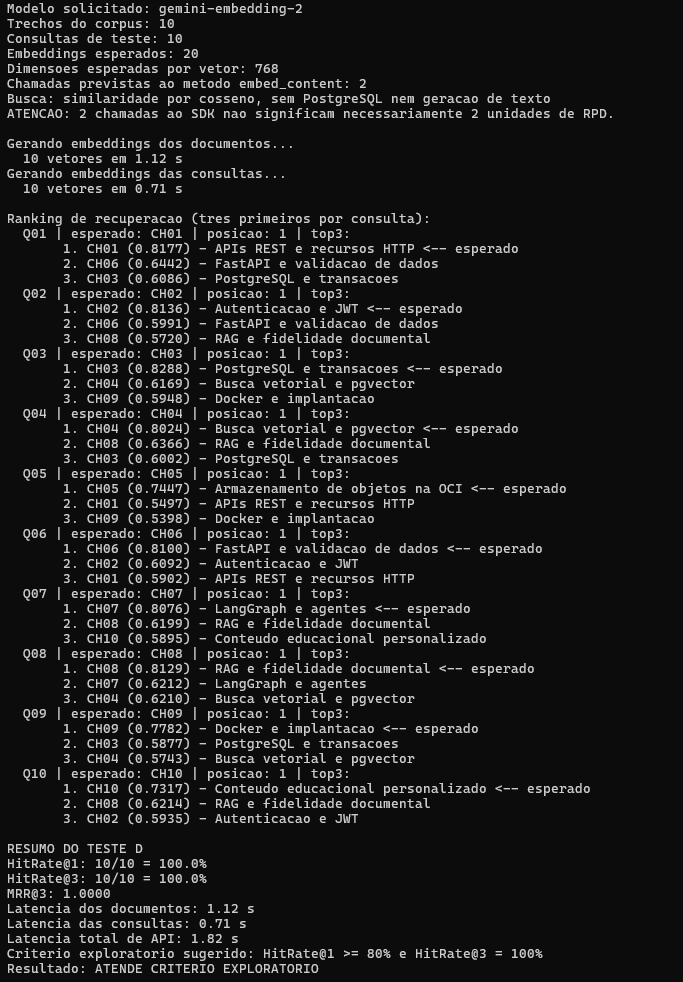 Modelo solicitado: gemini-embedding-2
Trechos do corpus: 10
Consultas de teste: 10
Embeddings esperados: 20
Dimensoes esperadas por vetor: 768
Chamadas previstas ao metodo embed_content: 2
Busca: similaridade por cosseno, sem PostgreSQL nem geracao de texto
ATENCAO: 2 chamadas ao SDK nao significam necessariamente 2 unidades de RPD.

Gerando embeddings dos documentos...
  10 vetores em 1.12 s
Gerando embeddings das consultas...
  10 vetores em 0.71 s

Ranking de recuperacao (tres primeiros por consulta):
  Q01 | esperado: CH01 | posicao: 1 | top3:
       1. CH01 (0.8177) - APIs REST e recursos HTTP <-- esperado
       2. CH06 (0.6442) - FastAPI e validacao de dados
       3. CH03 (0.6086) - PostgreSQL e transacoes
  Q02 | esperado: CH02 | posicao: 1 | top3:
       1. CH02 (0.8136) - Autenticacao e JWT <-- esperado
       2. CH06 (0.5991) - FastAPI e validacao de dados
       3. CH08 (0.5720) - RAG e fidelidade documental
  Q03 | esperado: CH03 | posicao: 1 | top3:
       1. CH03 (0.8288) - PostgreSQL e transacoes <-- esperado
       2. CH04 (0.6169) - Busca vetorial e pgvector
       3. CH09 (0.5948) - Docker e implantacao
  Q04 | esperado: CH04 | posicao: 1 | top3:
       1. CH04 (0.8024) - Busca vetorial e pgvector <-- esperado
       2. CH08 (0.6366) - RAG e fidelidade documental
       3. CH03 (0.6002) - PostgreSQL e transacoes
  Q05 | esperado: CH05 | posicao: 1 | top3:
       1. CH05 (0.7447) - Armazenamento de objetos na OCI <-- esperado
       2. CH01 (0.5497) - APIs REST e recursos HTTP
       3. CH09 (0.5398) - Docker e implantacao
  Q06 | esperado: CH06 | posicao: 1 | top3:
       1. CH06 (0.8100) - FastAPI e validacao de dados <-- esperado
       2. CH02 (0.6092) - Autenticacao e JWT
       3. CH01 (0.5902) - APIs REST e recursos HTTP
  Q07 | esperado: CH07 | posicao: 1 | top3:
       1. CH07 (0.8076) - LangGraph e agentes <-- esperado
       2. CH08 (0.6199) - RAG e fidelidade documental
       3. CH10 (0.5895) - Conteudo educacional personalizado
  Q08 | esperado: CH08 | posicao: 1 | top3:
       1. CH08 (0.8129) - RAG e fidelidade documental <-- esperado
       2. CH07 (0.6212) - LangGraph e agentes
       3. CH04 (0.6210) - Busca vetorial e pgvector
  Q09 | esperado: CH09 | posicao: 1 | top3:
       1. CH09 (0.7782) - Docker e implantacao <-- esperado
       2. CH03 (0.5877) - PostgreSQL e transacoes
       3. CH04 (0.5743) - Busca vetorial e pgvector
  Q10 | esperado: CH10 | posicao: 1 | top3:
       1. CH10 (0.7317) - Conteudo educacional personalizado <-- esperado
       2. CH08 (0.6214) - RAG e fidelidade documental
       3. CH02 (0.5935) - Autenticacao e JWT

RESUMO DO TESTE D
HitRate@1: 10/10 = 100.0%
HitRate@3: 10/10 = 100.0%
MRR@3: 1.0000
Latencia dos documentos: 1.12 s
Latencia das consultas: 0.71 s
Latencia total de API: 1.82 s
Criterio exploratorio sugerido: HitRate@1 >= 80% e HitRate@3 = 100%
Resultado: ATENDE CRITERIO EXPLORATORIO